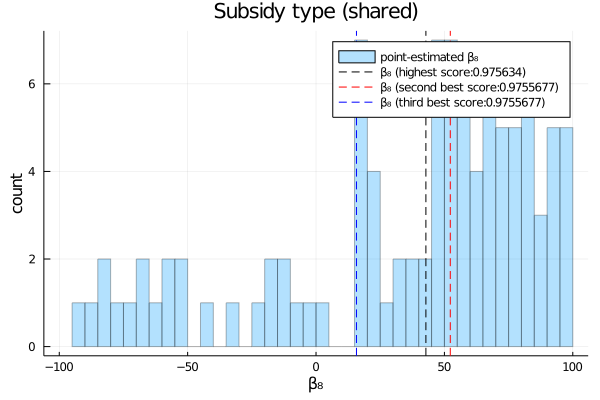 Subsidy type (shared)
point-estimated β₈
β₈ (highest score:0.975634)
β₈ (second best score:0.9755677)
β₈ (third best score:0.9755677)
6
4
2
0
count
−100
−50
0
50
100
β₈